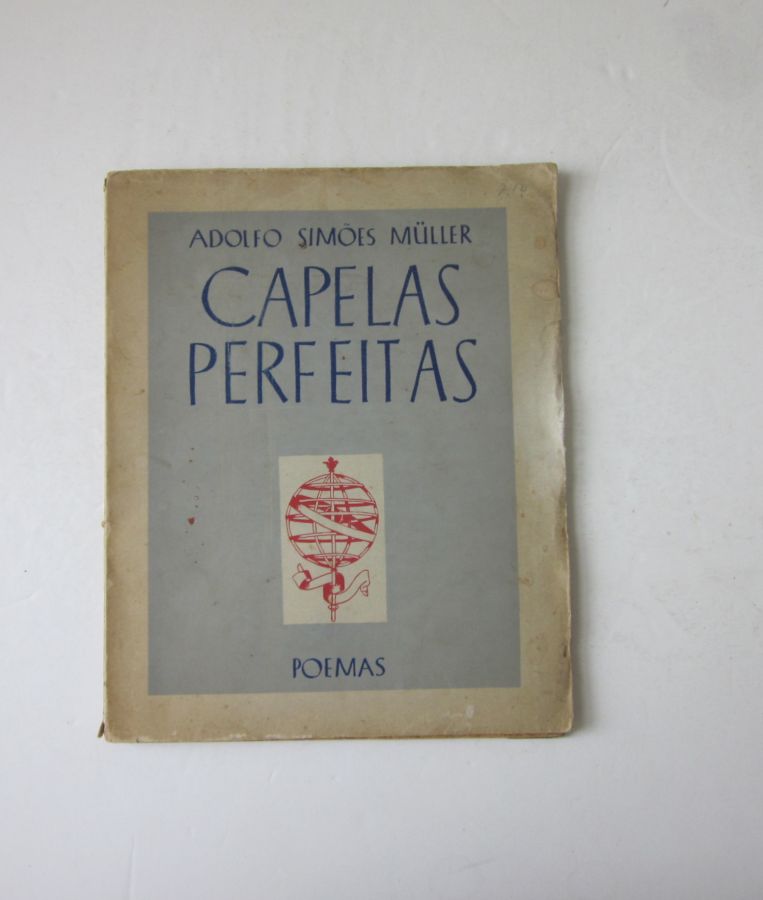 ADOLFO SIMÕES MÜLLER
CAPELAS
PERFEITAS
POEMAS